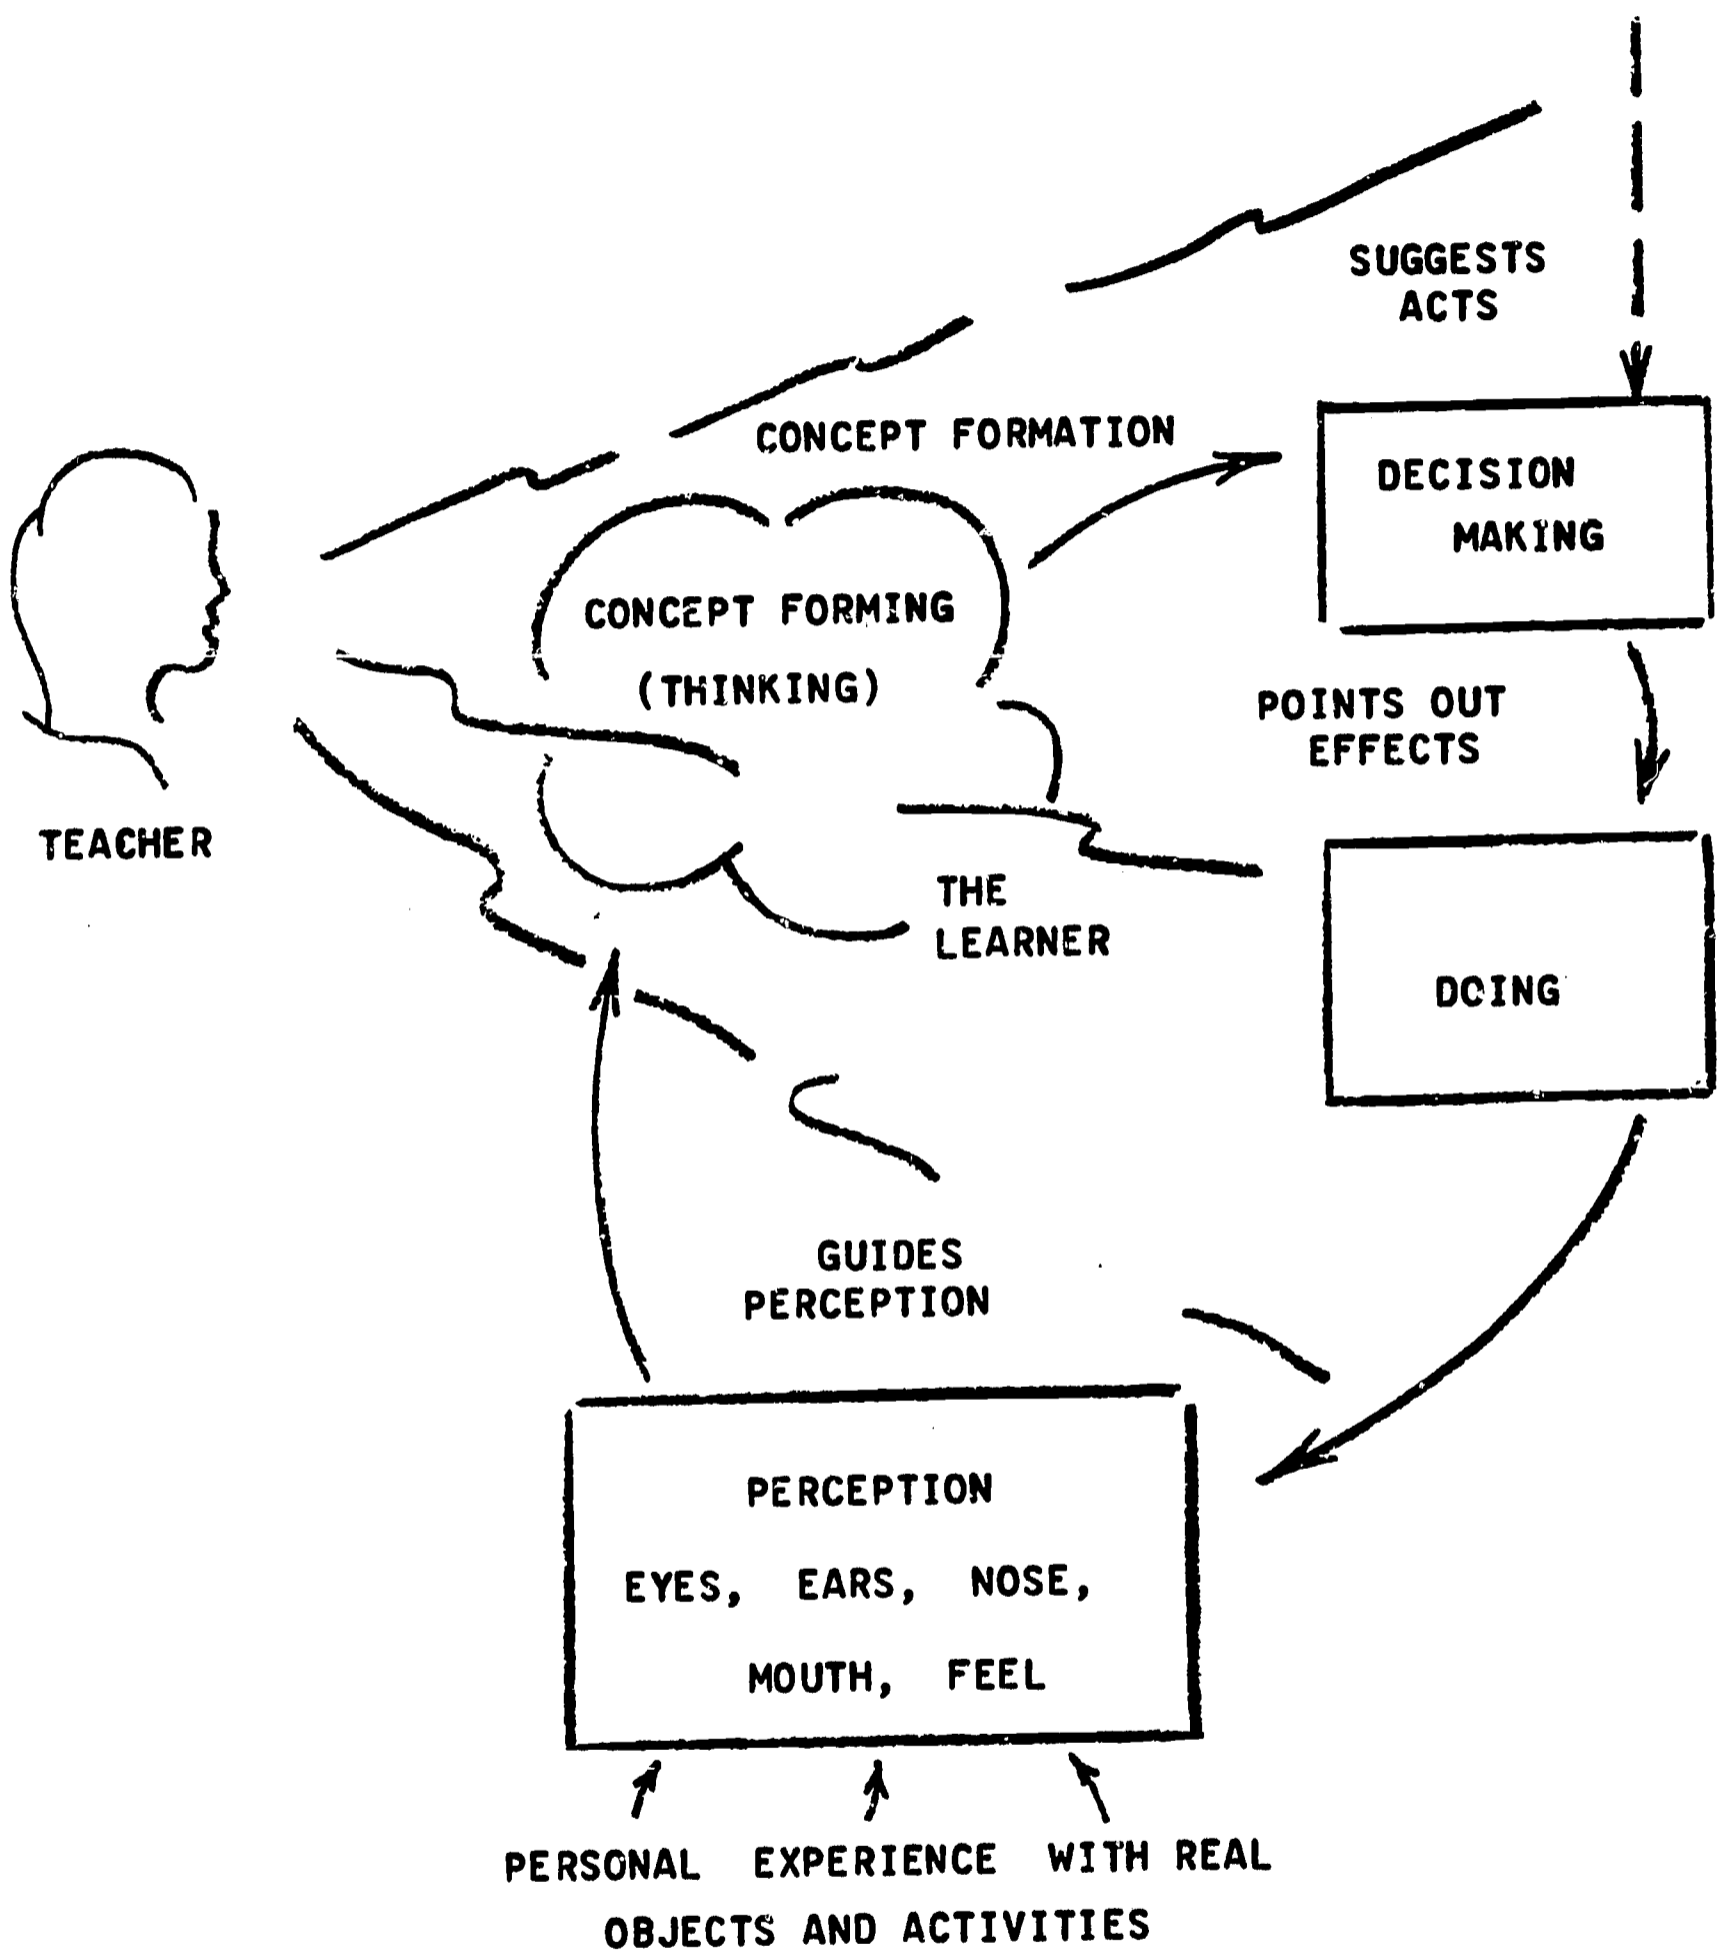 SUGGESTS
ACTS
CONCEPT FORMATION
DECISION
MAKING
CONCEPT FORMING
(THINKING)
POINTS OUT
EFFECTS
TEACHER
THE
LEARNER
DOING
GUIDES
PERCEPTION
PERCEPTION
EYES, EARS, NOSE,
MOUTH, FEEL
PERSONAL EXPERIENCE WITH REAL
OBJECTS AND ACTIVITIES